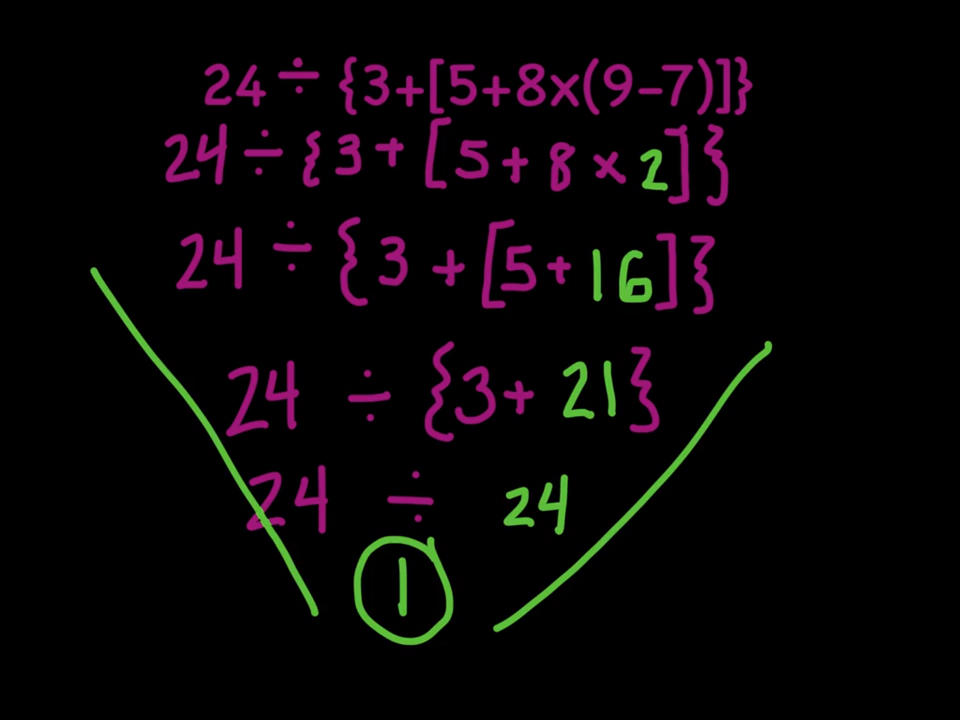 24 ÷ {3+[5+8x(9-7)]}
24 ÷ {3 + [5 + 8 x 2]}
24 ÷ {3 + [5 + 16]}
24 ÷ {3 + 21}
24 ÷ 24
1